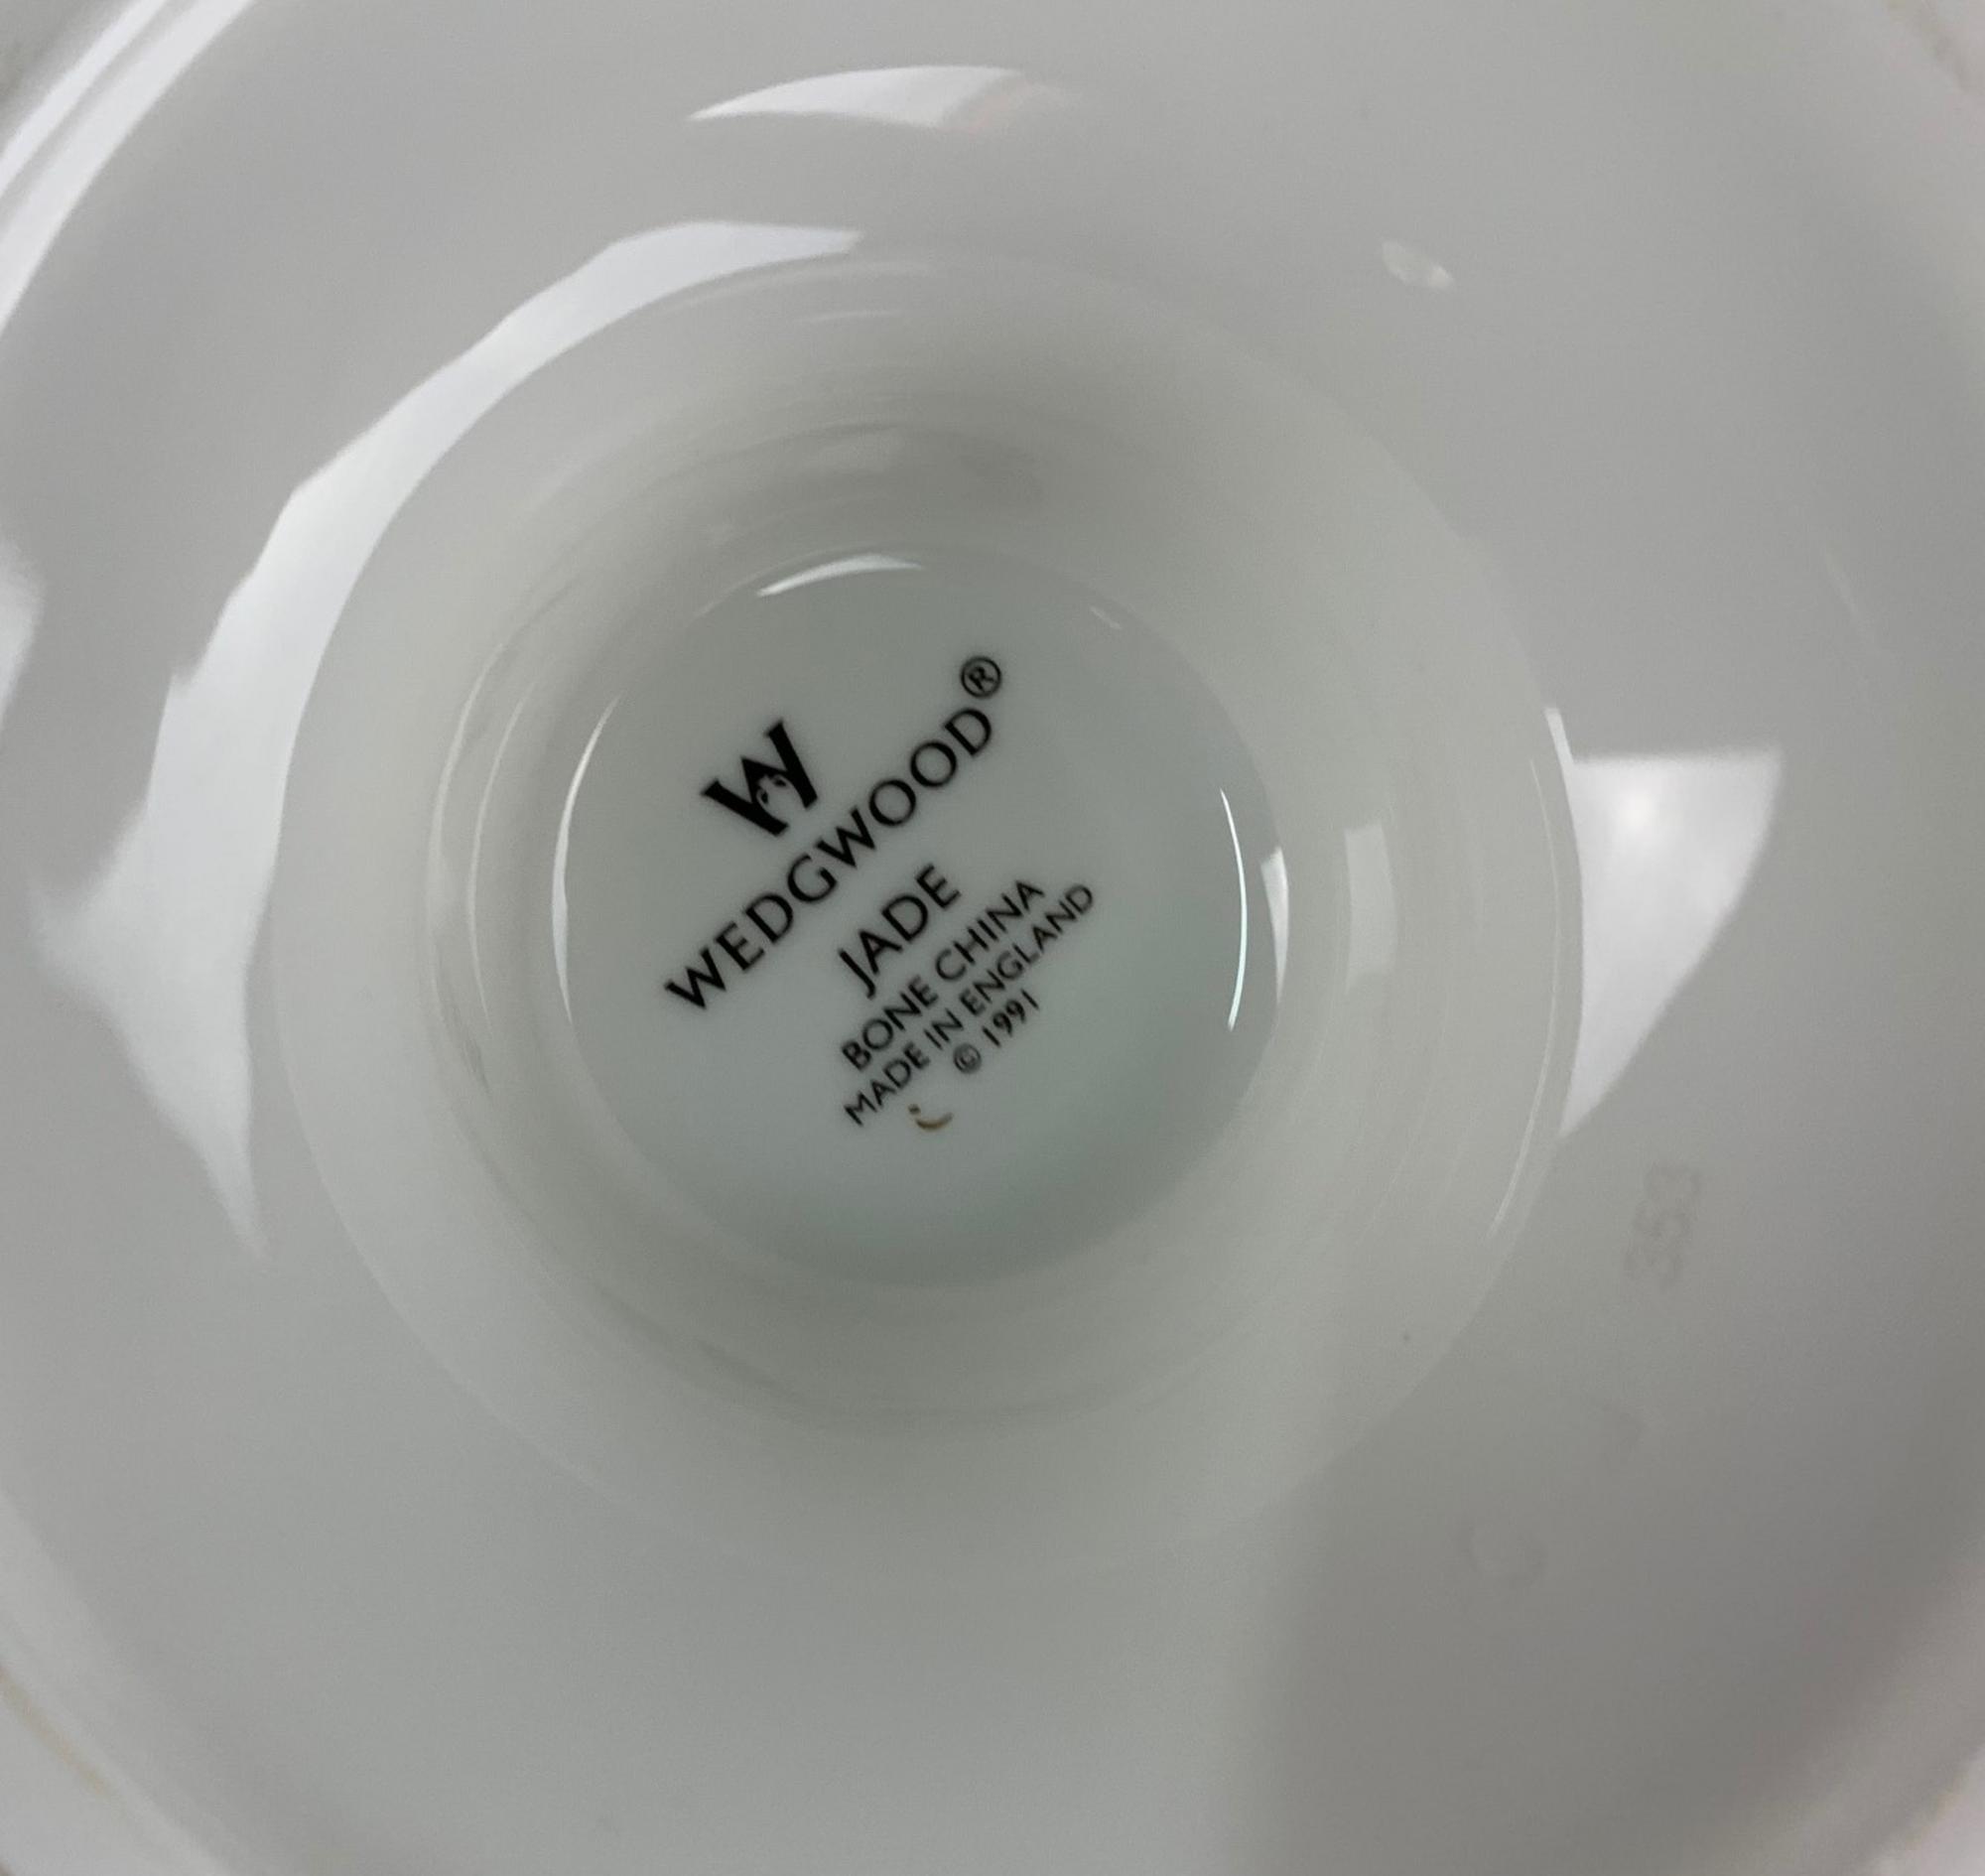 W
WEDGWOOD®
JADE
BONE CHINA
MADE IN ENGLAND
© 1991